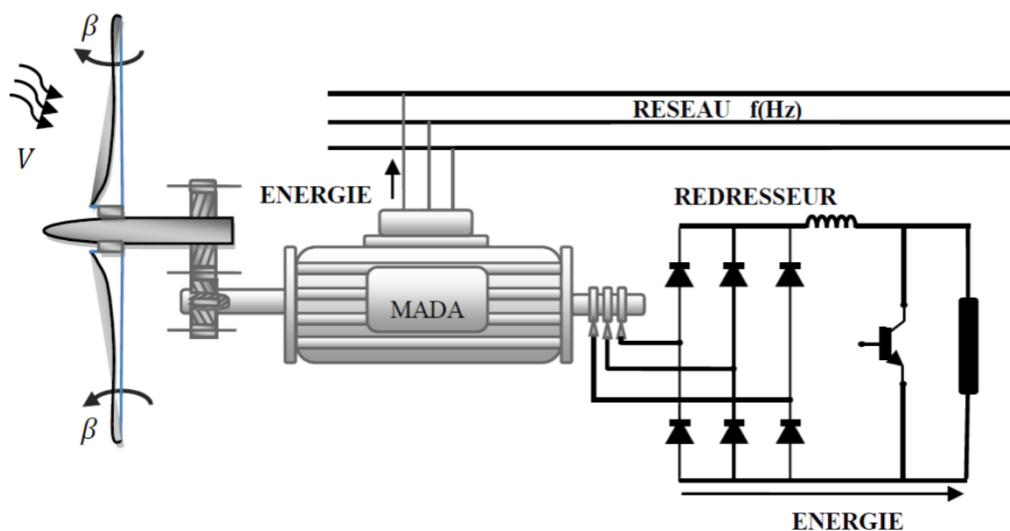 β
RESEAU f(Hz)
V
ENERGIE
REDRESSEUR
MADA
β
ENERGIE